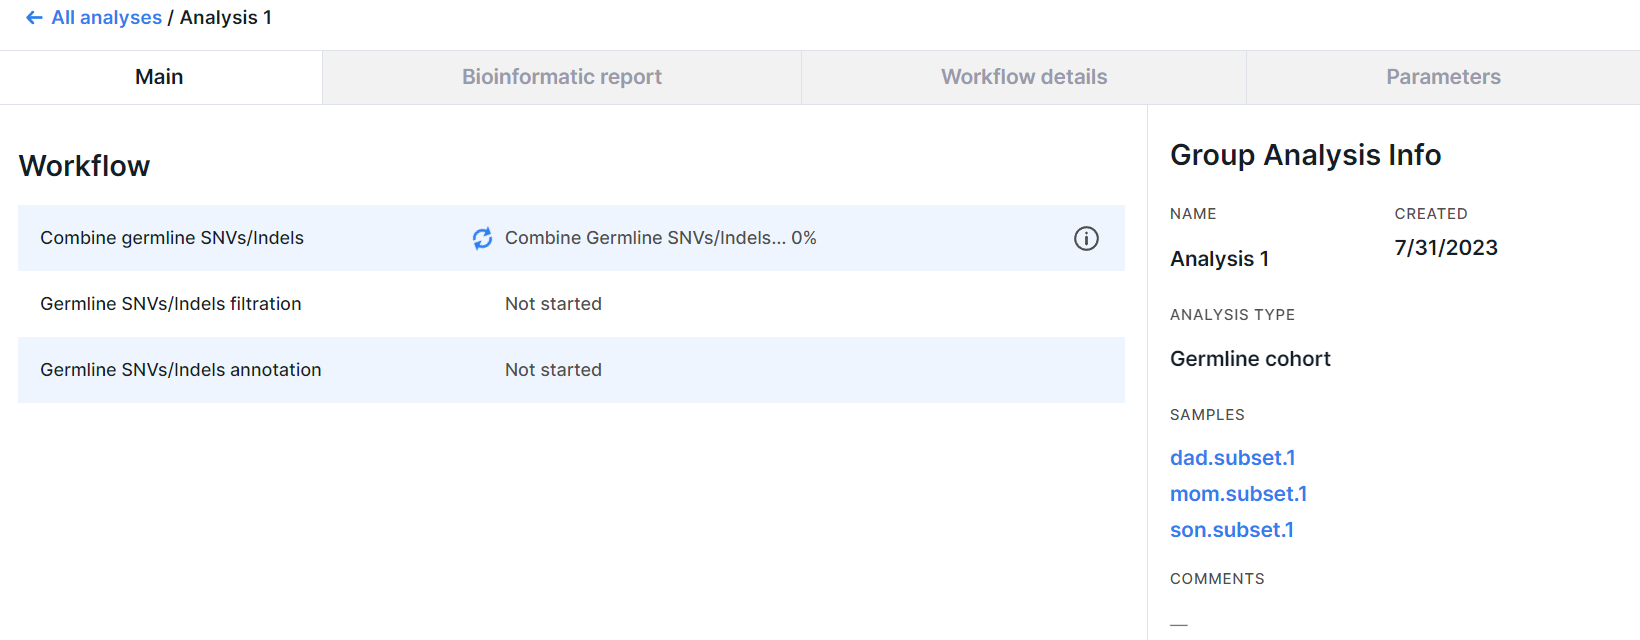 All analyses / Analysis 1
Main
Bioinformatic report
Workflow details
Parameters
Workflow
Combine germline SNVs/Indels
Combine Germline SNVs/Indels... 0%
Germline SNVs/Indels filtration
Not started
Germline SNVs/Indels annotation
Not started
Group Analysis Info
NAME
CREATED
Analysis 1
7/31/2023
ANALYSIS TYPE
Germline cohort
SAMPLES
dad.subset.1
mom.subset.1
son.subset.1
COMMENTS
—